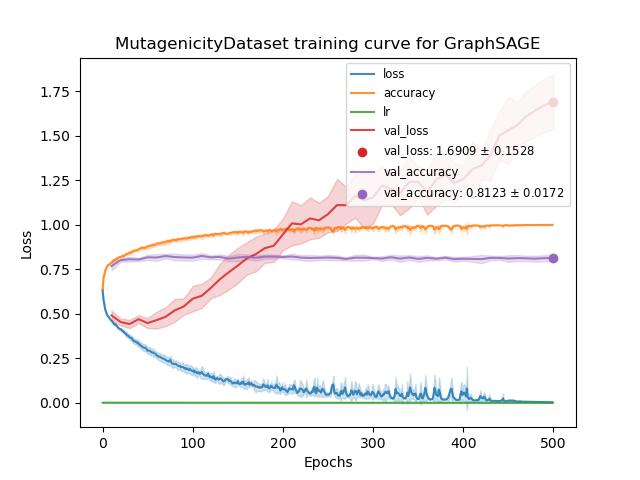 MutagenicityDataset training curve for GraphSAGE
loss
accuracy
lr
val_loss
val_loss: 1.6909 ± 0.1528
val_accuracy
val_accuracy: 0.8123 ± 0.0172
1.75
1.50
1.25
1.00
0.75
0.50
0.25
0.00
Loss
0 100 200 300 400 500
Epochs